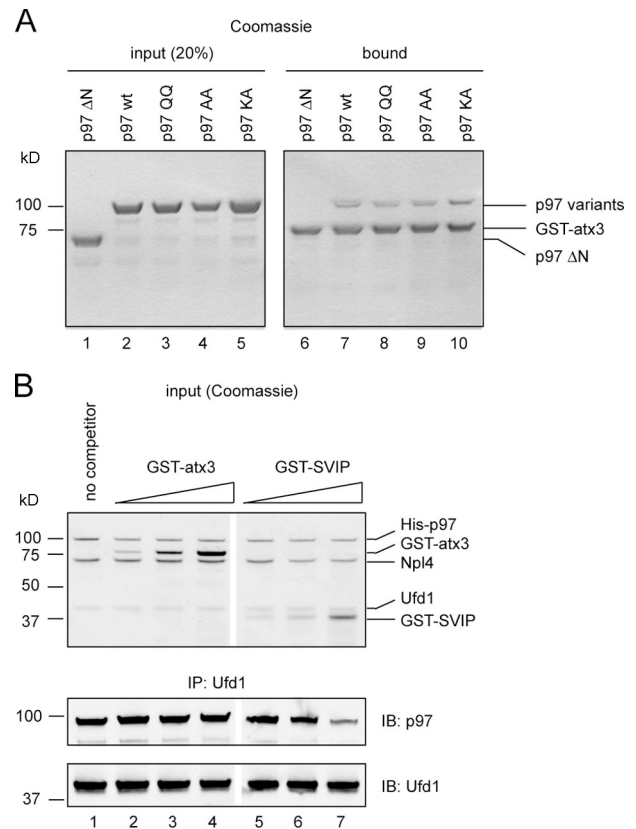 A
Coomassie
input (20%)
bound
p97 ΔN
p97 wt
p97 QQ
p97 AA
p97 KA
p97 ΔN
p97 wt
p97 QQ
p97 AA
p97 KA
kD
100
75
p97 variants
GST-atx3
p97 ΔN
1 2 3 4 5 6 7 8 9 10
B
input (Coomassie)
no competitor
GST-atx3
GST-SVIP
kD
100
75
50
37
His-p97
GST-atx3
Npl4
Ufd1
GST-SVIP
IP: Ufd1
100
IB: p97
37
IB: Ufd1
1 2 3 4 5 6 7